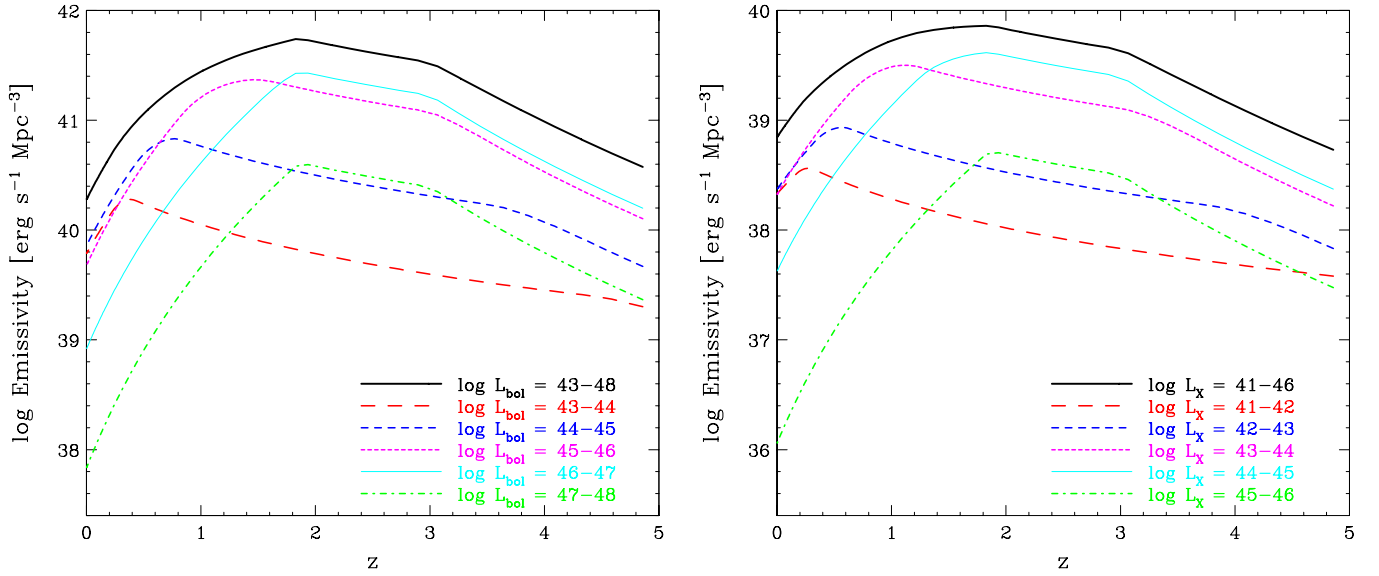 42
41
40
39
38
log Emissivity [erg s⁻¹ Mpc⁻³]
log L_bol = 43−48
log L_bol = 43−44
log L_bol = 44−45
log L_bol = 45−46
log L_bol = 46−47
log L_bol = 47−48
0 1 2 3 4 5
z
40
39
38
37
36
log Emissivity [erg s⁻¹ Mpc⁻³]
log L_X = 41−46
log L_X = 41−42
log L_X = 42−43
log L_X = 43−44
log L_X = 44−45
log L_X = 45−46
0 1 2 3 4 5
z